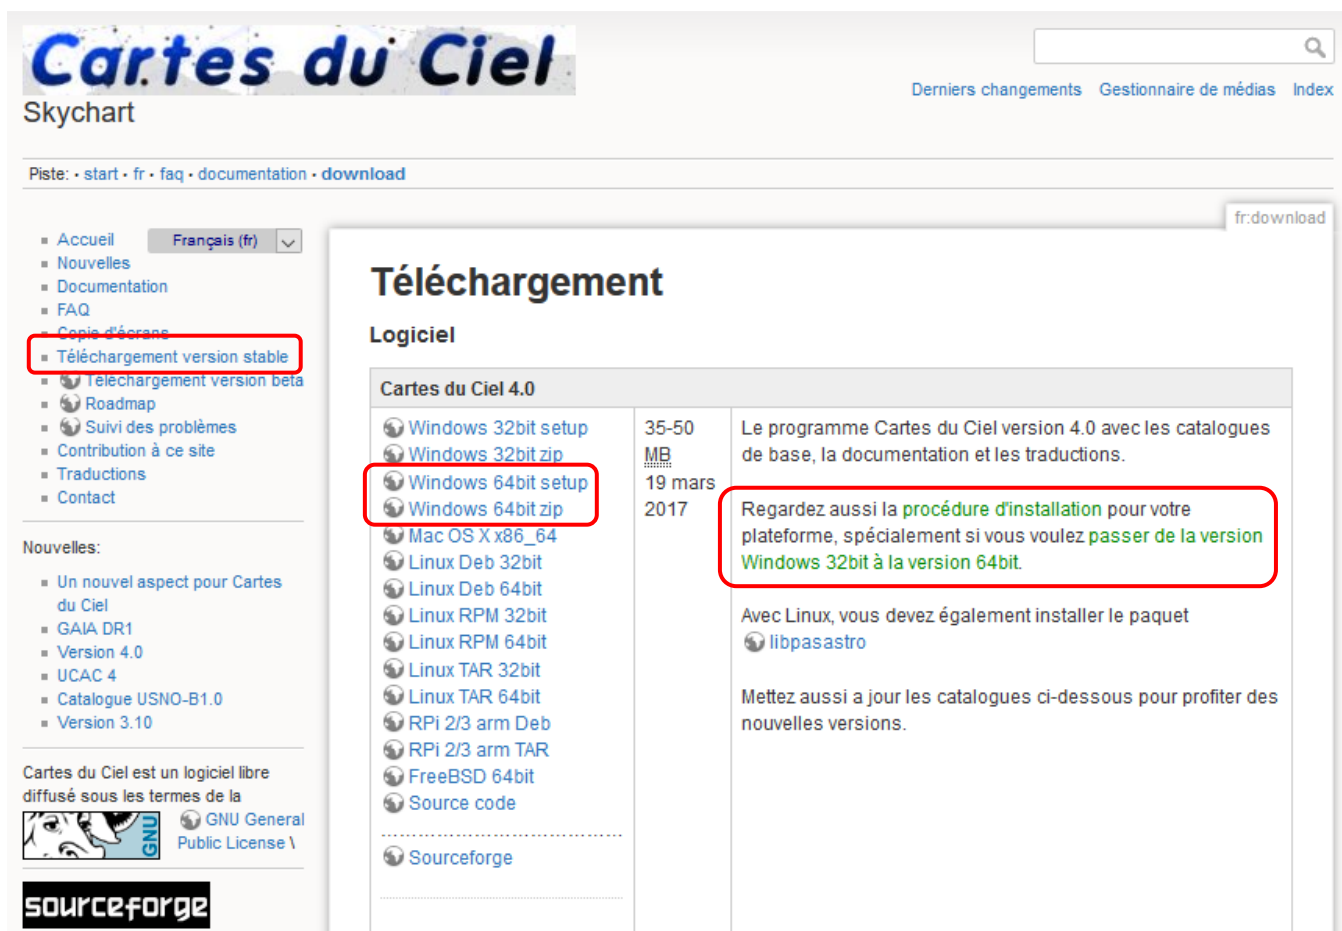 Cartes du Ciel
Skychart
Derniers changements Gestionnaire de médias Index
Piste: • start • fr • faq • documentation • download
fr:download
Accueil
Français (fr)
Nouvelles
Documentation
FAQ
Copie d'écrans
Téléchargement version stable
Téléchargement version beta
Roadmap
Suivi des problèmes
Contribution à ce site
Traductions
Contact
Nouvelles:
Un nouvel aspect pour Cartes
du Ciel
GAIA DR1
Version 4.0
UCAC 4
Catalogue USNO-B1.0
Version 3.10
Cartes du Ciel est un logiciel libre
diffusé sous les termes de la
GNU
GNU General
Public License \
sourceforge
Téléchargement
Logiciel
Cartes du Ciel 4.0
Windows 32bit setup
Windows 32bit zip
Windows 64bit setup
Windows 64bit zip
Mac OS X x86_64
Linux Deb 32bit
Linux Deb 64bit
Linux RPM 32bit
Linux RPM 64bit
Linux TAR 32bit
Linux TAR 64bit
RPi 2/3 arm Deb
RPi 2/3 arm TAR
FreeBSD 64bit
Source code
Sourceforge
35-50
MB
19 mars
2017
Le programme Cartes du Ciel version 4.0 avec les catalogues
de base, la documentation et les traductions.
Regardez aussi la procédure d'installation pour votre
plateforme, spécialement si vous voulez passer de la version
Windows 32bit à la version 64bit.
Avec Linux, vous devez également installer le paquet
libpasastro
Mettez aussi a jour les catalogues ci-dessous pour profiter des
nouvelles versions.